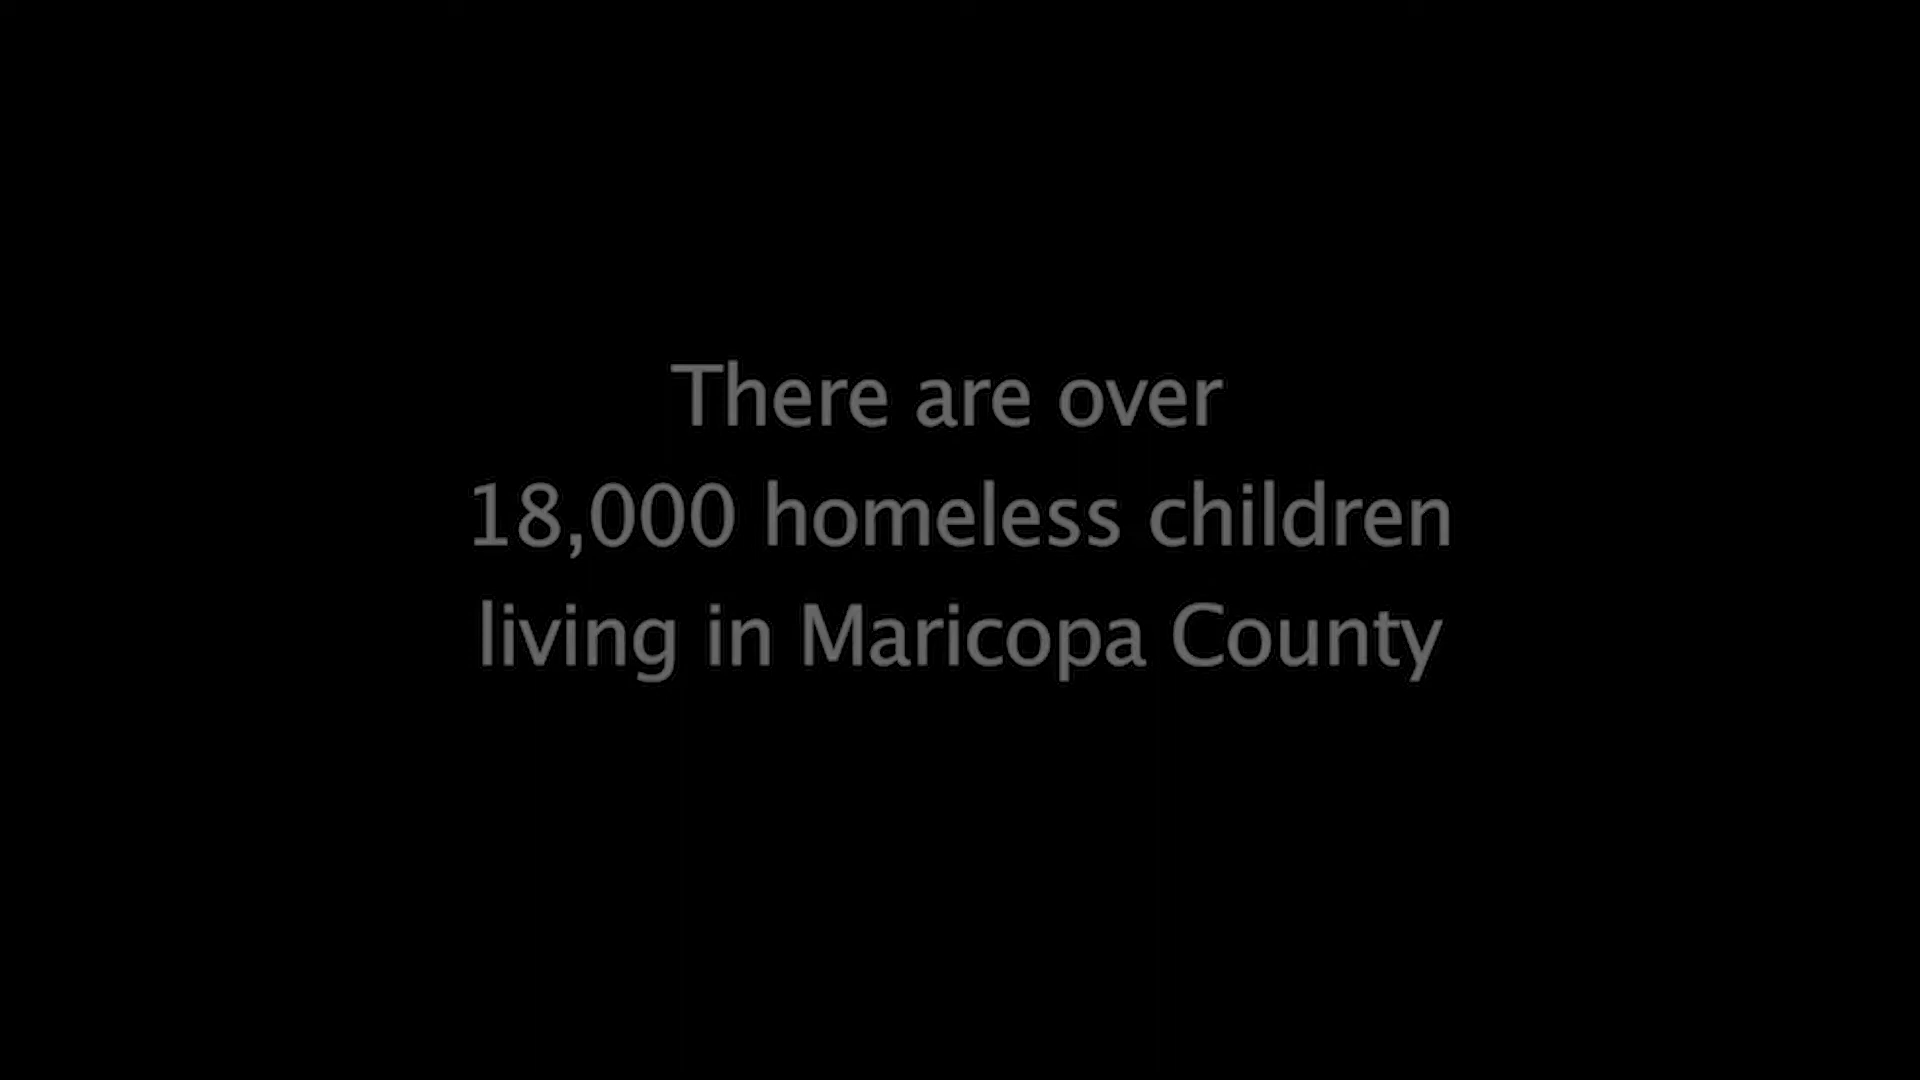 There are over
18,000 homeless children
living in Maricopa County